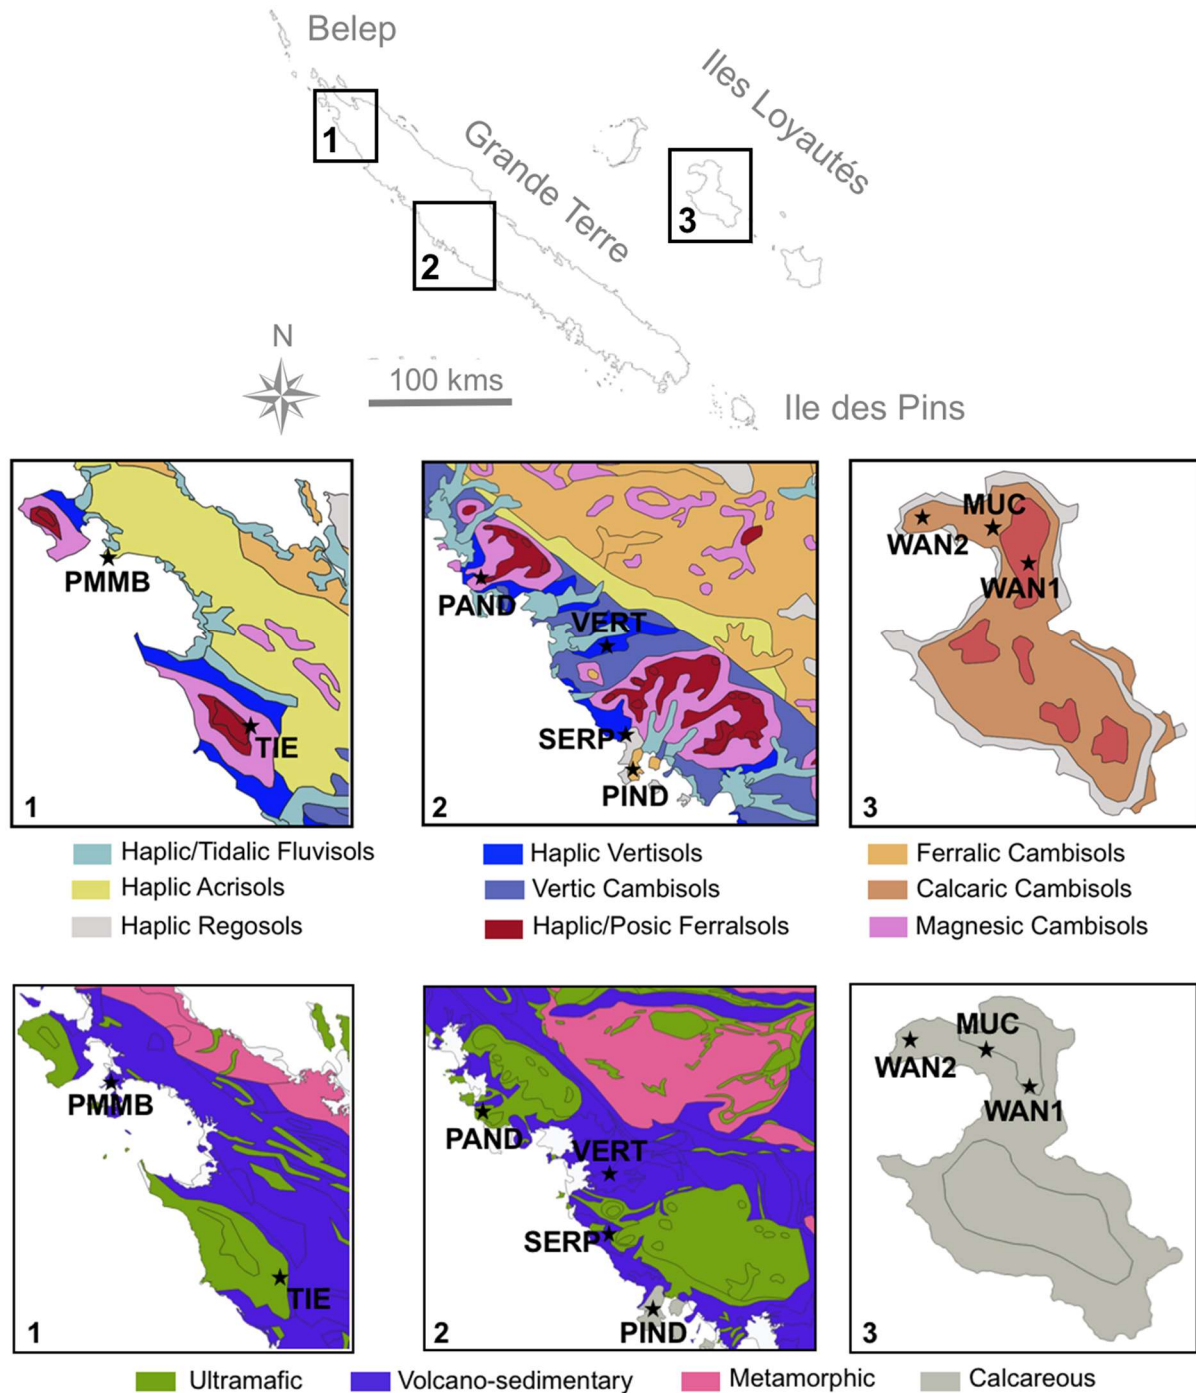 Belep
Iles Loyautés
Grande Terre
1
2
3
N
100 kms
Ile des Pins
PMMB
TIE
1
PAND
VERT
SERP
PIND
2
MUC
WAN2
WAN1
3
Haplic/Tidalic Fluvisols
Haplic Vertisols
Ferralic Cambisols
Haplic Acrisols
Vertic Cambisols
Calcaric Cambisols
Haplic Regosols
Haplic/Posic Ferralsols
Magnesic Cambisols
PMMB
TIE
1
PAND
VERT
SERP
PIND
2
MUC
WAN2
WAN1
3
Ultramafic
Volcano-sedimentary
Metamorphic
Calcareous